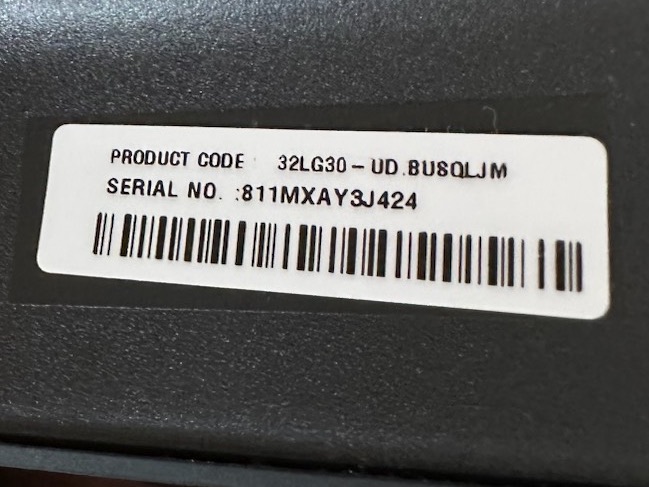 PRODUCT CODE : 32LG30-UD.BUSQLJM
SERIAL NO. :811MXAY3J424